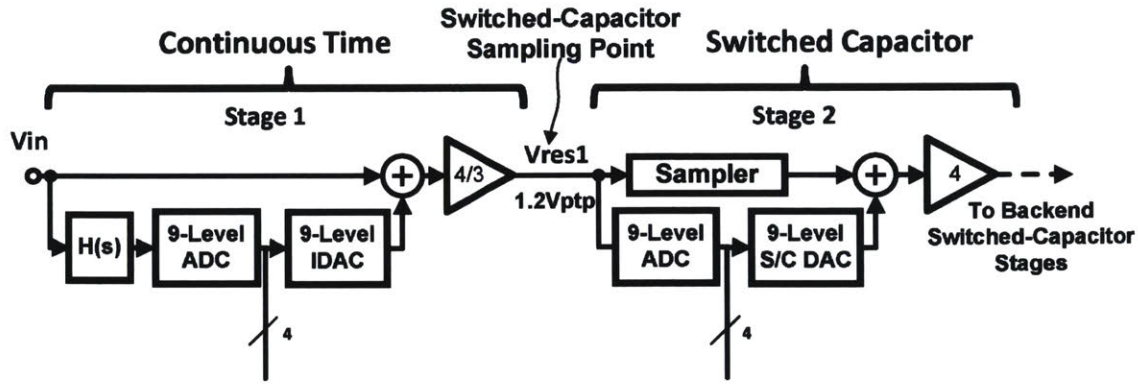 Continuous Time
Switched-Capacitor
Sampling Point
Switched Capacitor
Stage 1
Stage 2
Vin
4/3
Vres1
1.2Vptp
Sampler
4
H(s)
9-Level
ADC
9-Level
IDAC
9-Level
ADC
9-Level
S/C DAC
To Backend
Switched-Capacitor
Stages
4
4